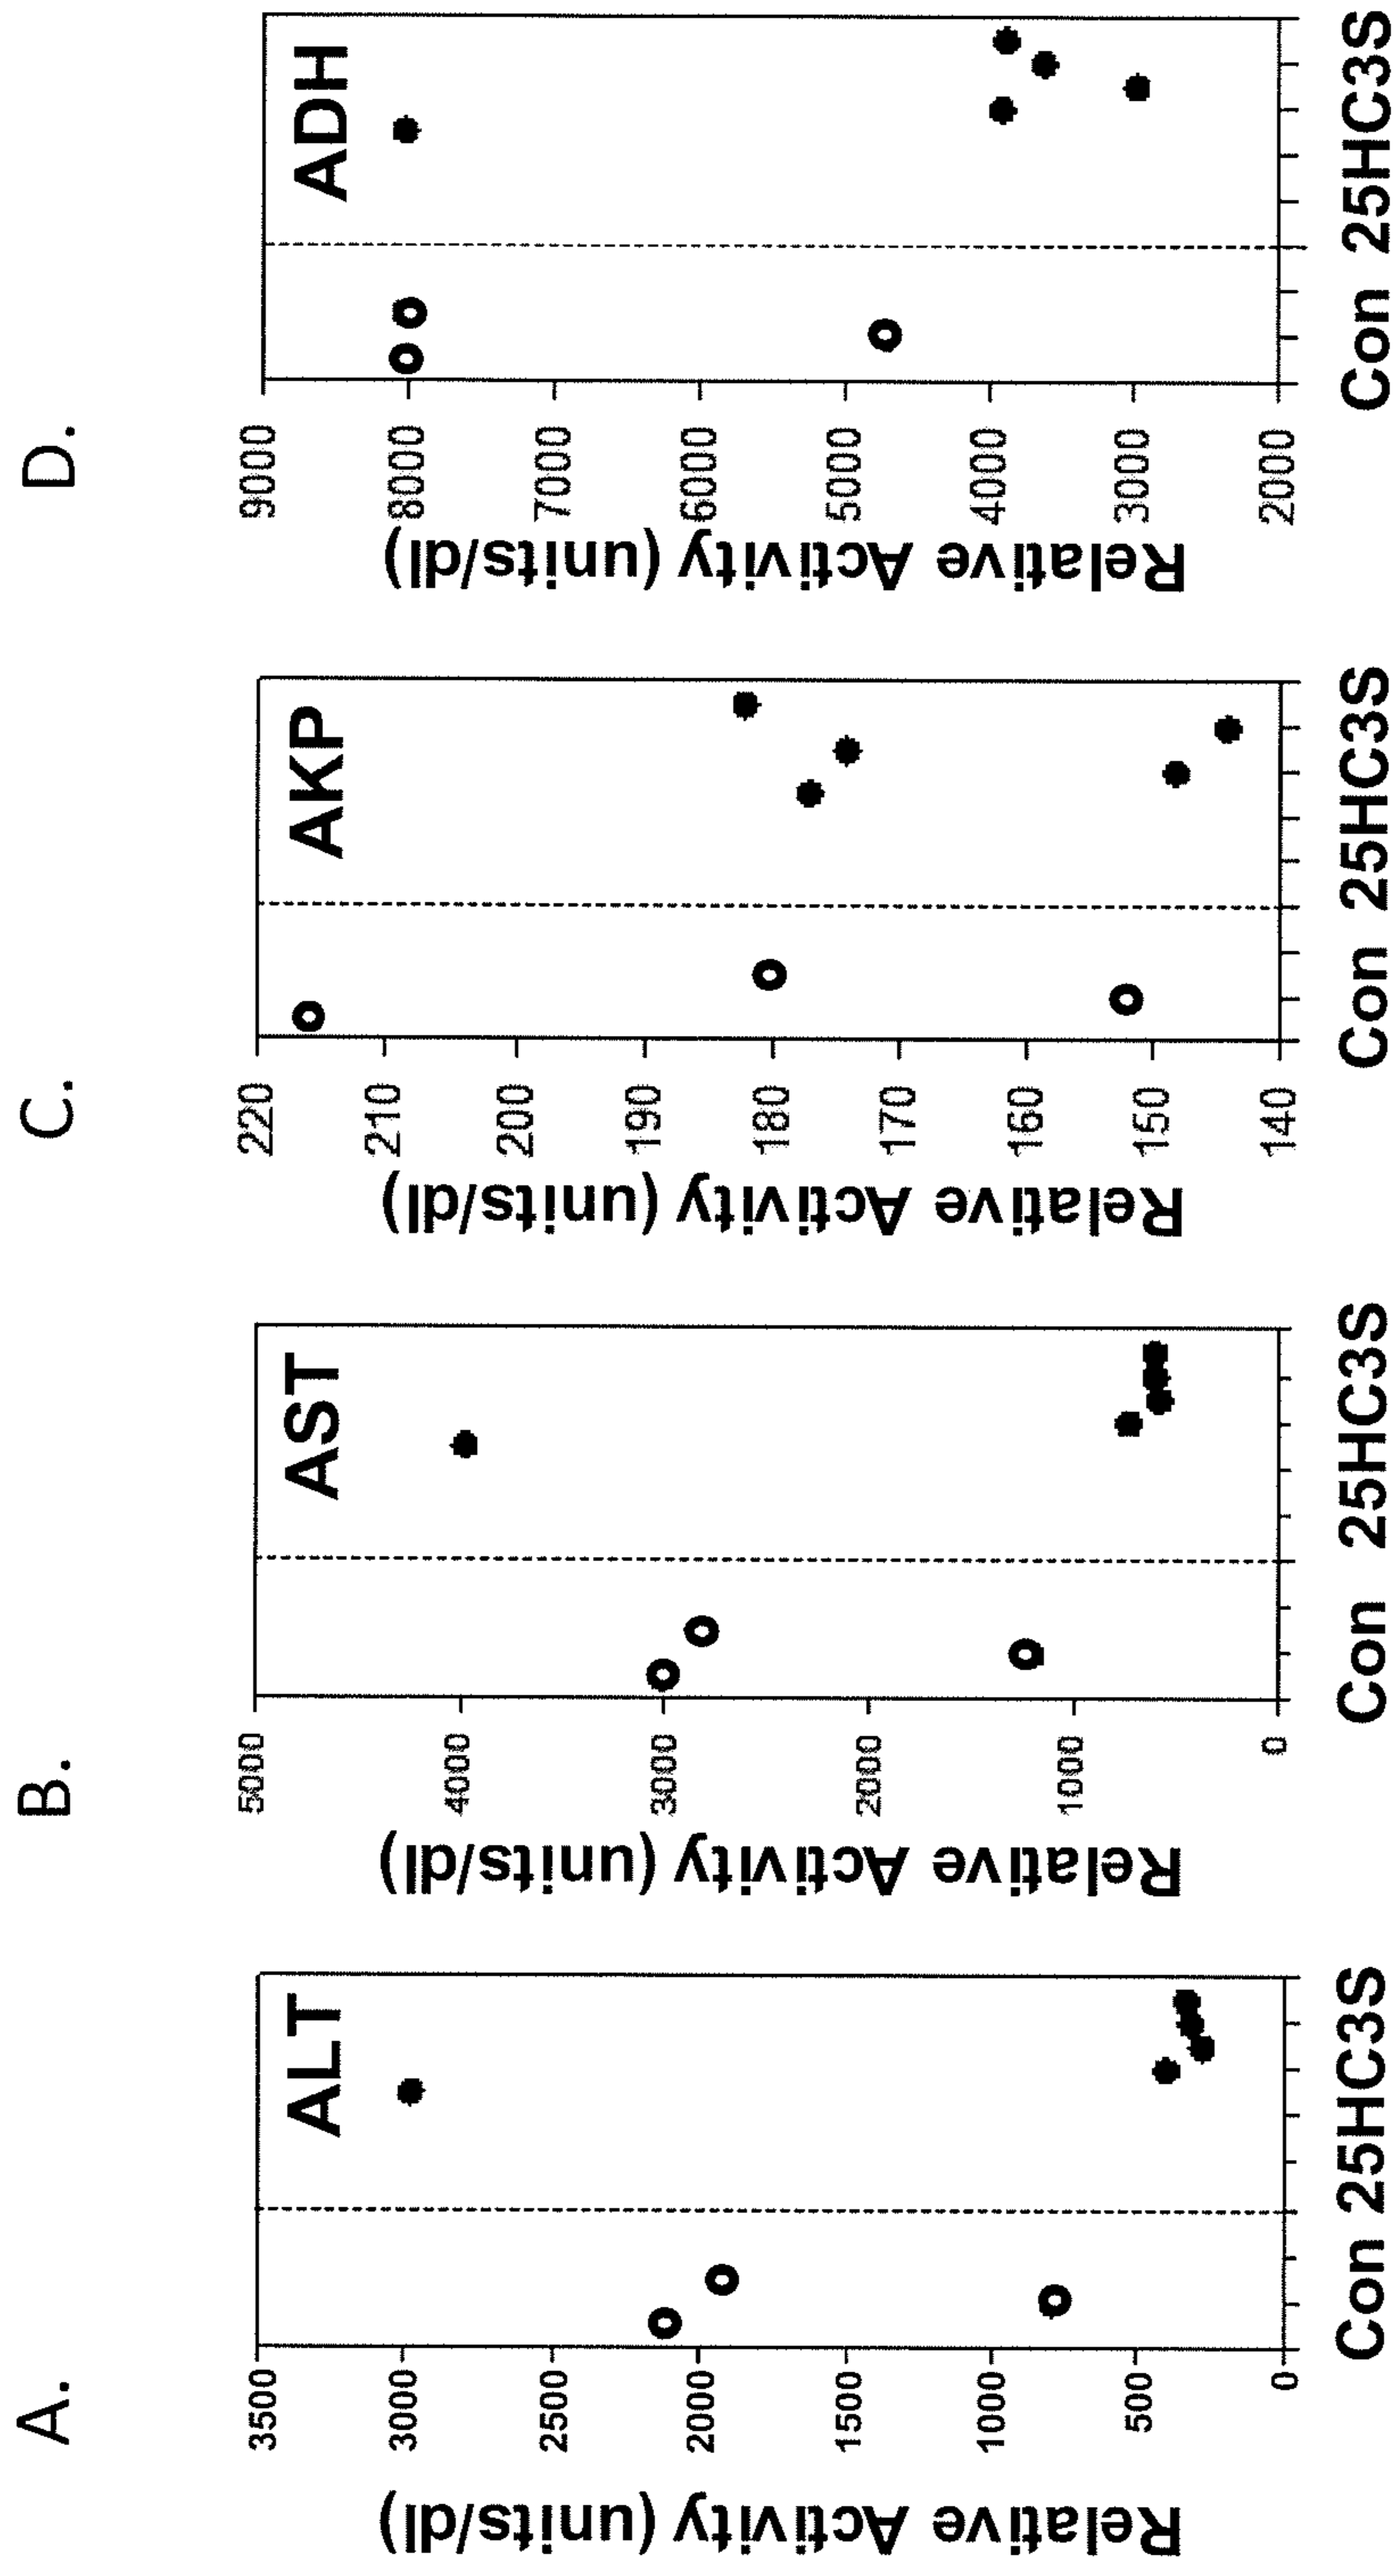 A.
Relative Activity (units/dl)
3500
3000
2500
2000
1500
1000
500
0
ALT
Con 25HC3S
B.
Relative Activity (units/dl)
5000
4000
3000
2000
1000
0
AST
Con 25HC3S
C.
Relative Activity (units/dl)
220
210
200
190
180
170
160
150
140
AKP
Con 25HC3S
D.
Relative Activity (units/dl)
9000
8000
7000
6000
5000
4000
3000
2000
ADH
Con 25HC3S